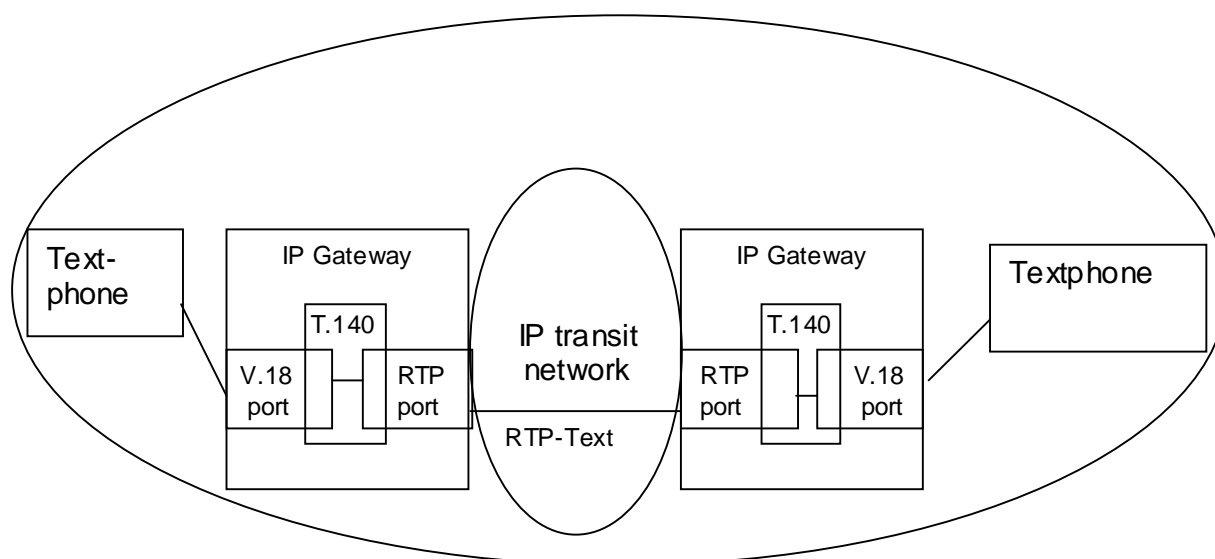 Text-
phone
IP Gateway
T.140
V.18
port
RTP
port
IP transit
network
RTP-Text
IP Gateway
T.140
RTP
port
V.18
port
Textphone